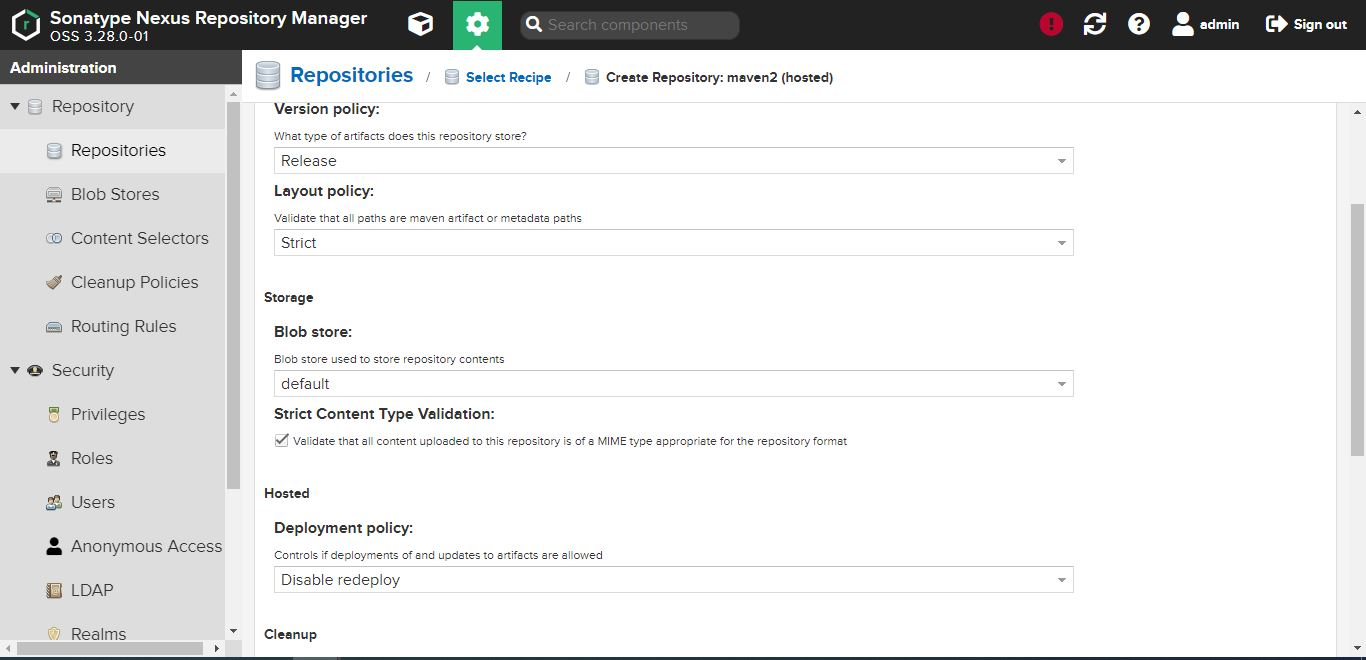 Sonatype Nexus Repository Manager
OSS 3.28.0-01
Search components
admin
Sign out
Administration
Repository
Repositories
Blob Stores
Content Selectors
Cleanup Policies
Routing Rules
Security
Privileges
Roles
Users
Anonymous Access
LDAP
Realms
Repositories / Select Recipe / Create Repository: maven2 (hosted)
Version policy:
What type of artifacts does this repository store?
Release
Layout policy:
Validate that all paths are maven artifact or metadata paths
Strict
Storage
Blob store:
Blob store used to store repository contents
default
Strict Content Type Validation:
Validate that all content uploaded to this repository is of a MIME type appropriate for the repository format
Hosted
Deployment policy:
Controls if deployments of and updates to artifacts are allowed
Disable redeploy
Cleanup